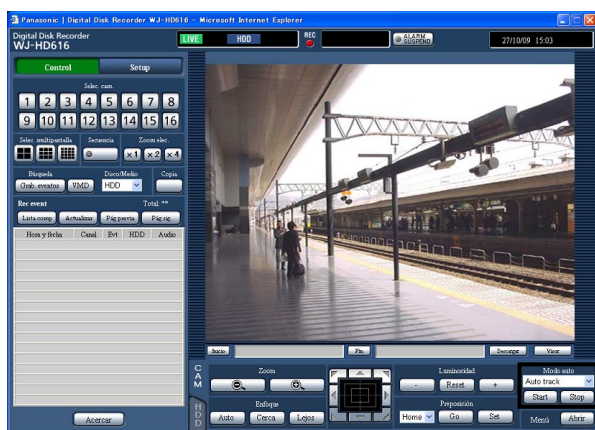 Panasonic | Digital Disk Recorder WJ-HD616 - Microsoft Internet Explorer
Digital Disk Recorder
WJ-HD616
LIVE HDD REC ALARM SUSPEND 27/10/09 15:03
Control Setup
Selec. cam.
1 2 3 4 5 6 7 8
9 10 11 12 13 14 15 16
Selec. multipantalla Secuencia Zoom elec.
x1 x2 x4
Búsqueda Disco/Medio Copia
Grab. eventos VMD HDD
Rec event Total: **
Lista comp Actualizar Pág previa Pág sig.
Hora y fecha Canal Evt HDD Audio
Acercar
Inicio Fin Descargar Visor
CAM
HDD
Zoom
Enfoque
Auto Cerca Lejos
Luminosidad
- Reset +
Preposición
Home Go Set
Modo auto
Auto track
Start Stop
Menú Abrir